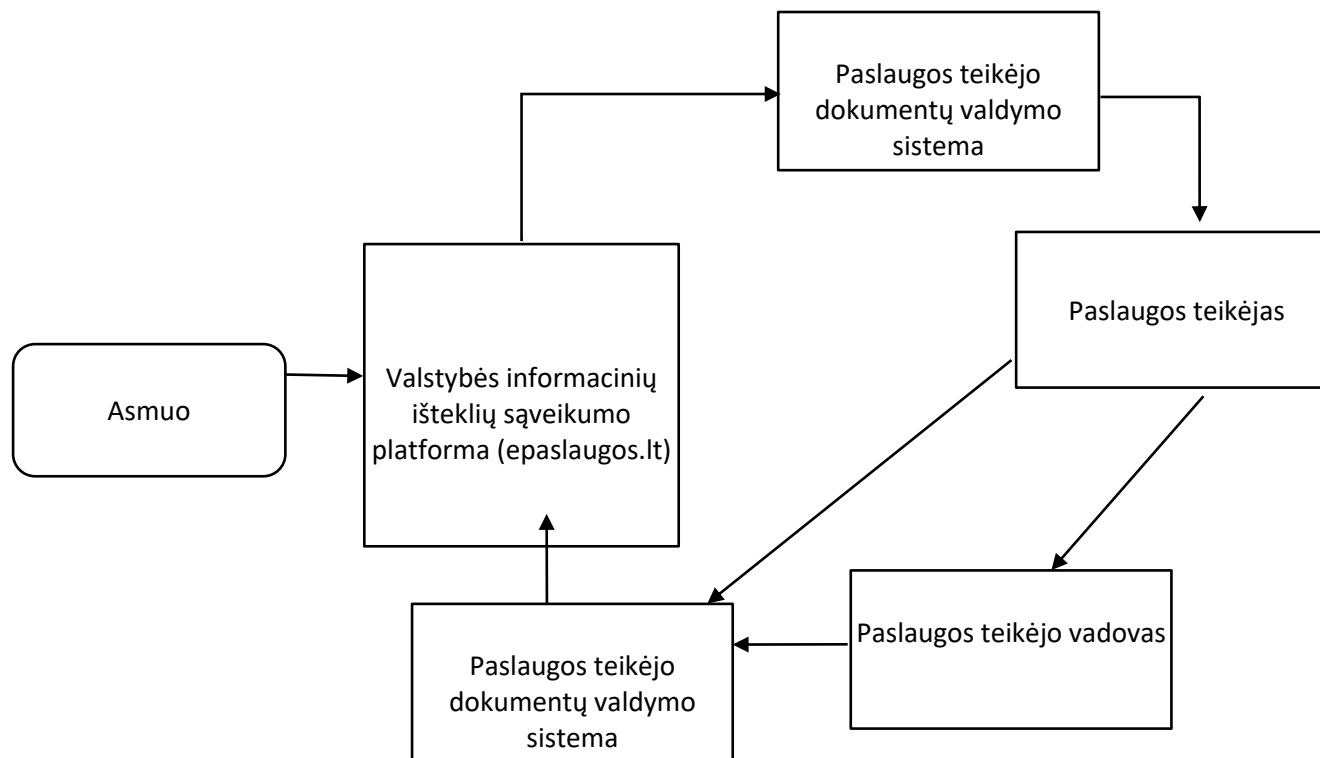 Paslaugos teikėjo
dokumentų valdymo
sistema
Paslaugos teikėjas
Asmuo
Valstybės informacinių
išteklių sąveikumo
platforma (epaslaugos.lt)
Paslaugos teikėjo vadovas
Paslaugos teikėjo
dokumentų valdymo
sistema